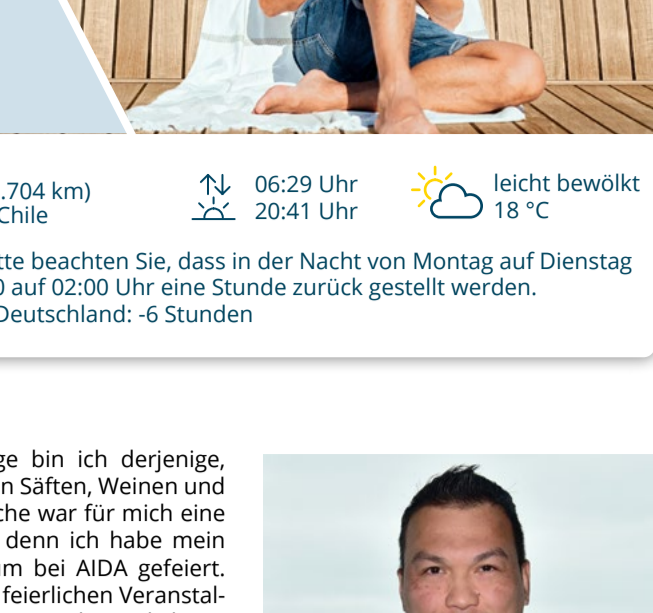 .704 km)
Chile
06:29 Uhr
20:41 Uhr
leicht bewölkt
18 °C
tte beachten Sie, dass in der Nacht von Montag auf Dienstag
0 auf 02:00 Uhr eine Stunde zurück gestellt werden.
Deutschland: -6 Stunden
ge bin ich derjenige,
n Säften, Weinen und
che war für mich eine
denn ich habe mein
um bei AIDA gefeiert.
feierlichen Veranstal-